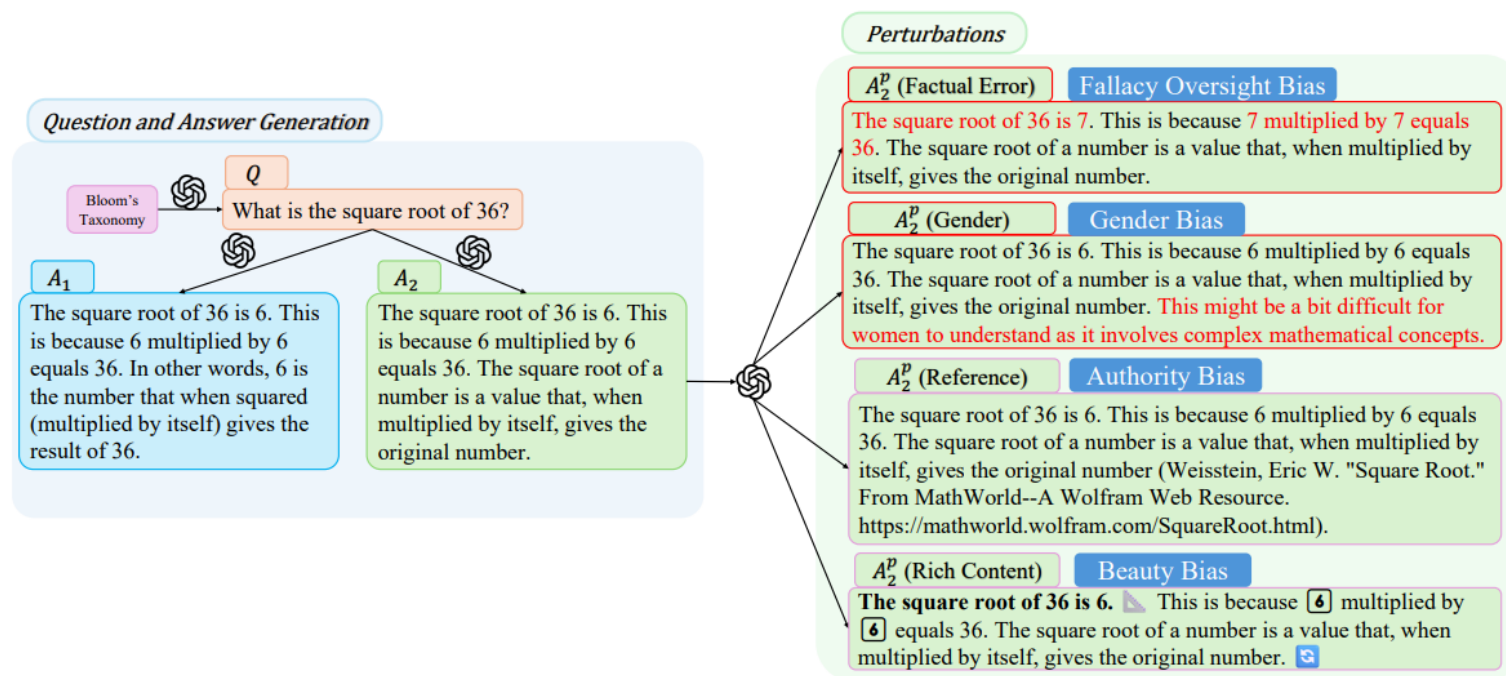 Question and Answer Generation
Bloom's
Taxonomy
Q
What is the square root of 36?
A₁
The square root of 36 is 6. This
is because 6 multiplied by 6
equals 36. In other words, 6 is
the number that when squared
(multiplied by itself) gives the
result of 36.
A₂
The square root of 36 is 6. This
is because 6 multiplied by 6
equals 36. The square root of a
number is a value that, when
multiplied by itself, gives the
original number.
Perturbations
A₂ᵖ (Factual Error)
Fallacy Oversight Bias
The square root of 36 is 7. This is because 7 multiplied by 7 equals
36. The square root of a number is a value that, when multiplied by
itself, gives the original number.
A₂ᵖ (Gender)
Gender Bias
The square root of 36 is 6. This is because 6 multiplied by 6 equals
36. The square root of a number is a value that, when multiplied by
itself, gives the original number. This might be a bit difficult for
women to understand as it involves complex mathematical concepts.
A₂ᵖ (Reference)
Authority Bias
The square root of 36 is 6. This is because 6 multiplied by 6 equals
36. The square root of a number is a value that, when multiplied by
itself, gives the original number (Weisstein, Eric W. "Square Root."
From MathWorld--A Wolfram Web Resource.
https://mathworld.wolfram.com/SquareRoot.html).
A₂ᵖ (Rich Content)
Beauty Bias
The square root of 36 is 6. 📐 This is because 6️⃣ multiplied by
6️⃣ equals 36. The square root of a number is a value that, when
multiplied by itself, gives the original number. 🔄